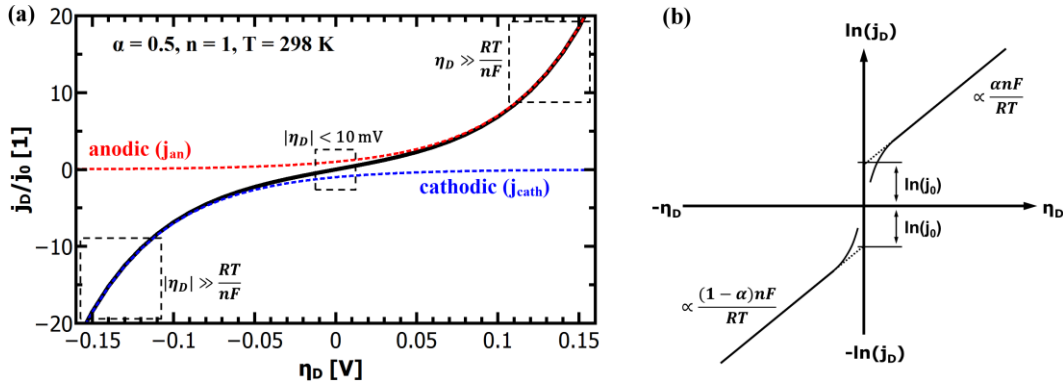 (a)
α = 0.5, n = 1, T = 298 K
η_D ≫ RT/nF
|η_D| < 10 mV
anodic (j_an)
cathodic (j_cath)
|η_D| ≫ RT/nF
j_D/j_0 [1]
20
10
0
−10
−20
−0.15 −0.10 −0.05 0 0.05 0.10 0.15
η_D [V]
(b)
ln(j_D)
∝ αnF/RT
ln(j_0)
-η_D
η_D
ln(j_0)
∝ (1 − α)nF/RT
-ln(j_D)